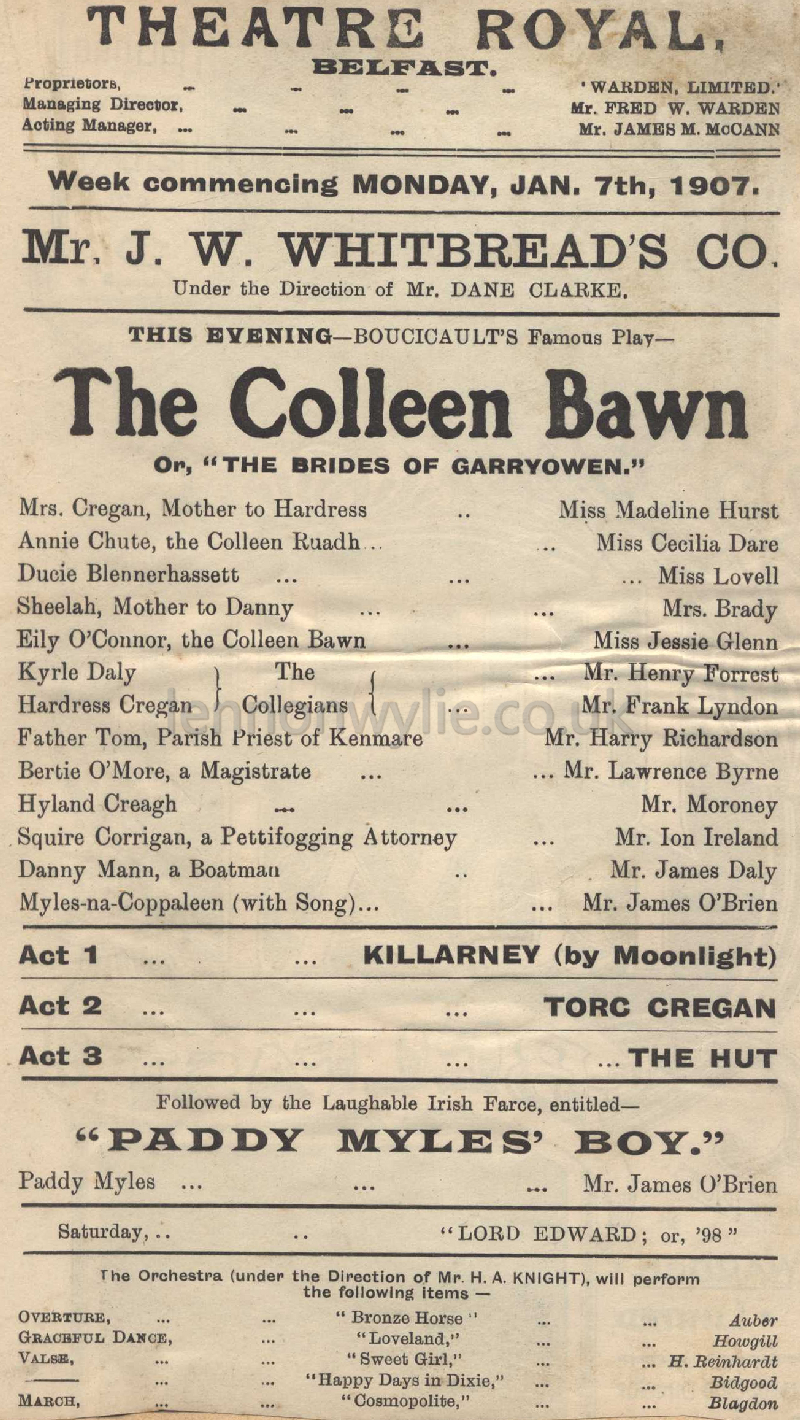 THEATRE ROYAL,
BELFAST.
Proprietors, ... ... ... ... 'WARDEN, LIMITED.'
Managing Director, ... ... ... Mr. FRED W. WARDEN
Acting Manager, ... ... ... ... Mr. JAMES M. McCANN
Week commencing MONDAY, JAN. 7th, 1907.
Mr. J. W. WHITBREAD'S CO.
Under the Direction of Mr. DANE CLARKE.
THIS EVENING—BOUCICAULT'S Famous Play—
The Colleen Bawn
Or, "THE BRIDES OF GARRYOWEN."
Mrs. Cregan, Mother to Hardress .. Miss Madeline Hurst
Annie Chute, the Colleen Ruadh... ... Miss Cecilia Dare
Ducie Blennerhassett ... ... ... Miss Lovell
Sheelah, Mother to Danny ... ... Mrs. Brady
Eily O'Connor, the Colleen Bawn ... Miss Jessie Glenn
Kyrle Daly } The { ... Mr. Henry Forrest
Hardress Cregan } Collegians { ... Mr. Frank Lyndon
lennonwylie.co.uk
Father Tom, Parish Priest of Kenmare Mr. Harry Richardson
Bertie O'More, a Magistrate ... ... Mr. Lawrence Byrne
Hyland Creagh ... ... Mr. Moroney
Squire Corrigan, a Pettifogging Attorney ... Mr. Ion Ireland
Danny Mann, a Boatman .. Mr. James Daly
Myles-na-Coppaleen (with Song)... ... Mr. James O'Brien
Act 1 ... ... KILLARNEY (by Moonlight)
Act 2 ... ... ... TORC CREGAN
Act 3 ... ... ... ... THE HUT
Followed by the Laughable Irish Farce, entitled—
"PADDY MYLES' BOY."
Paddy Myles ... ... ... Mr. James O'Brien
Saturday, .. .. "LORD EDWARD; or, '98"
The Orchestra (under the Direction of Mr. H. A. KNIGHT), will perform
the following items —
OVERTURE, ... ... "Bronze Horse" ... ... Auber
GRACEFUL DANCE, ... "Loveland," ... ... Howgill
VALSE, ... ... "Sweet Girl," ... ... H. Reinhardt
—— ... ... "Happy Days in Dixie," ... ... Bidgood
MARCH, ... ... "Cosmopolite," ... ... Blagdon